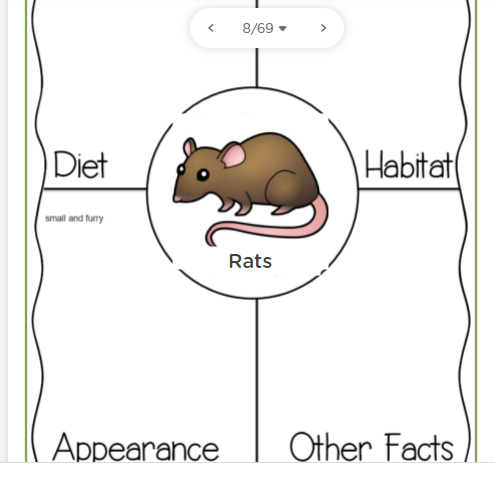 8/69
Diet
Habitat
small and furry
Rats
Appearance
Other Facts